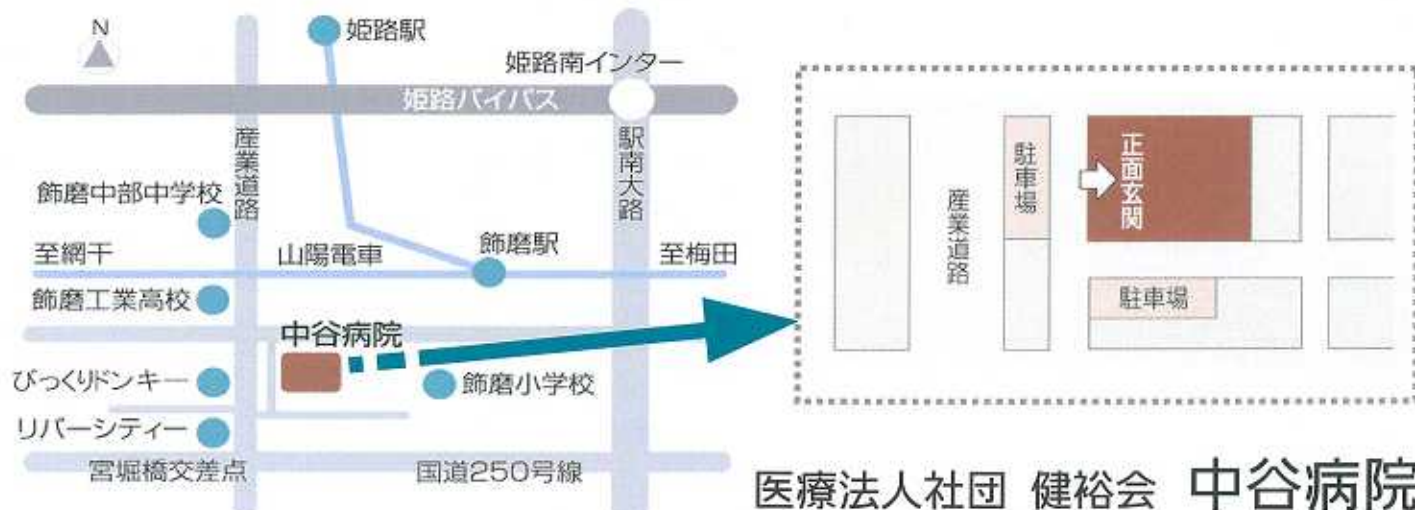 N
姫路駅
姫路南インター
姫路バイパス
産業道路
駅南大路
飾磨中部中学校
至網干
山陽電車
飾磨駅
至梅田
飾磨工業高校
中谷病院
びっくりドンキー
飾磨小学校
リバーシティー
宮堀橋交差点
国道250号線
産業道路
駐車場
正面玄関
駐車場
医療法人社団 健裕会 中谷病院